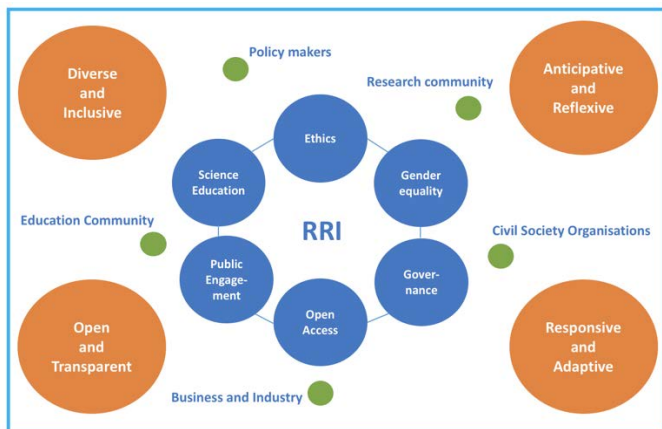 Policy makers
Diverse
and
Inclusive
Research community
Anticipative
and
Reflexive
Ethics
Science
Education
Gender
equality
Education Community
RRI
Civil Society Organisations
Public
Engage-
ment
Gover-
nance
Open
Access
Open
and
Transparent
Responsive
and
Adaptive
Business and Industry